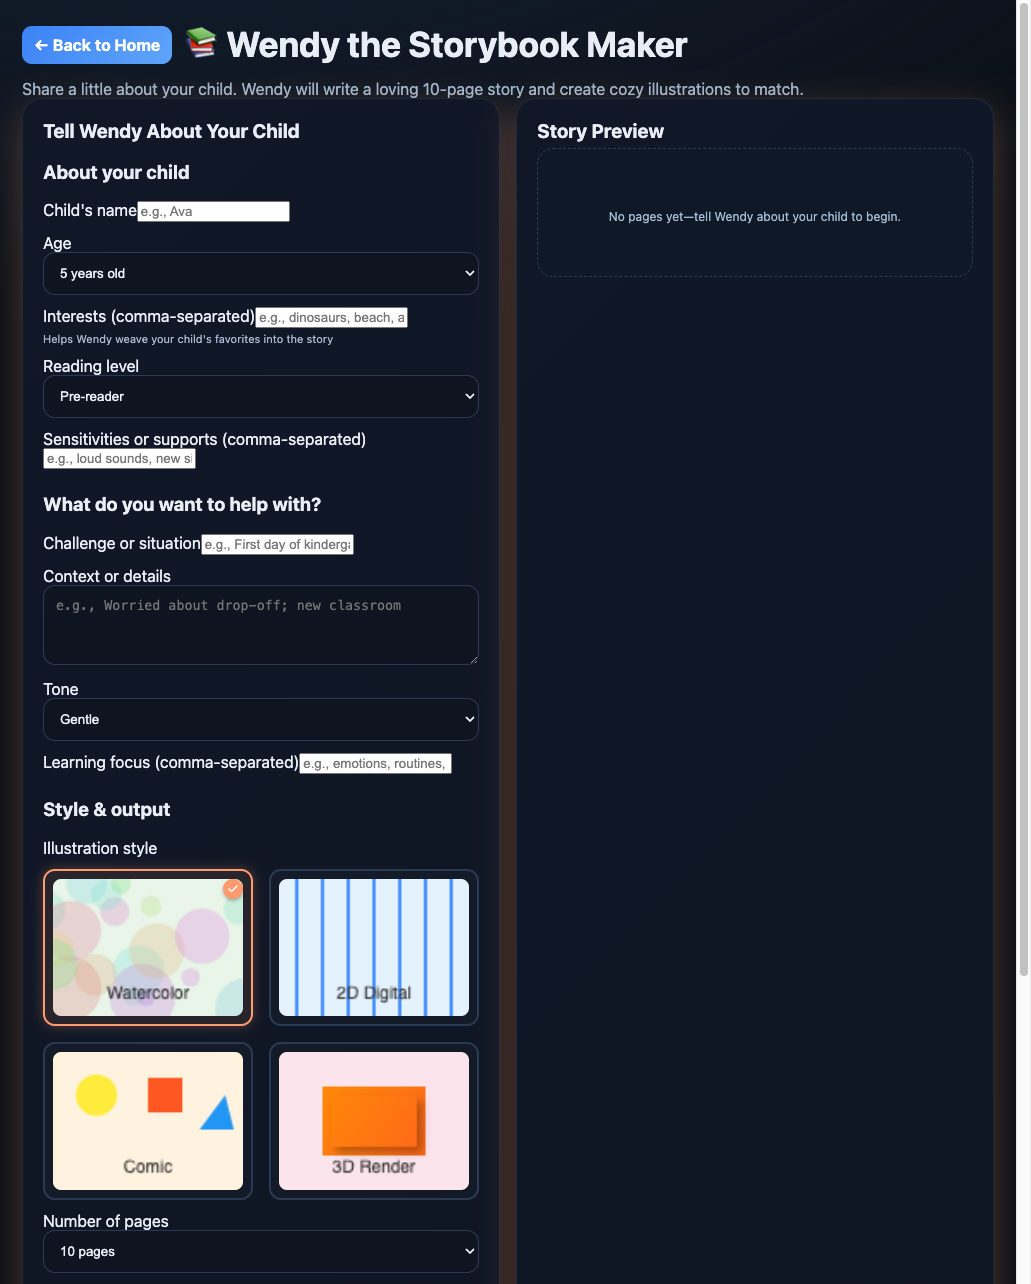 ← Back to Home
📚 Wendy the Storybook Maker
Share a little about your child. Wendy will write a loving 10-page story and create cozy illustrations to match.
Tell Wendy About Your Child
About your child
Child's name e.g., Ava
Age
5 years old
Interests (comma-separated) e.g., dinosaurs, beach, a
Helps Wendy weave your child's favorites into the story
Reading level
Pre-reader
Sensitivities or supports (comma-separated)
e.g., loud sounds, new si
What do you want to help with?
Challenge or situation e.g., First day of kinderga
Context or details
e.g., Worried about drop-off; new classroom
Tone
Gentle
Learning focus (comma-separated) e.g., emotions, routines,
Style & output
Illustration style
Watercolor
2D Digital
Comic
3D Render
Number of pages
10 pages
Story Preview
No pages yet—tell Wendy about your child to begin.